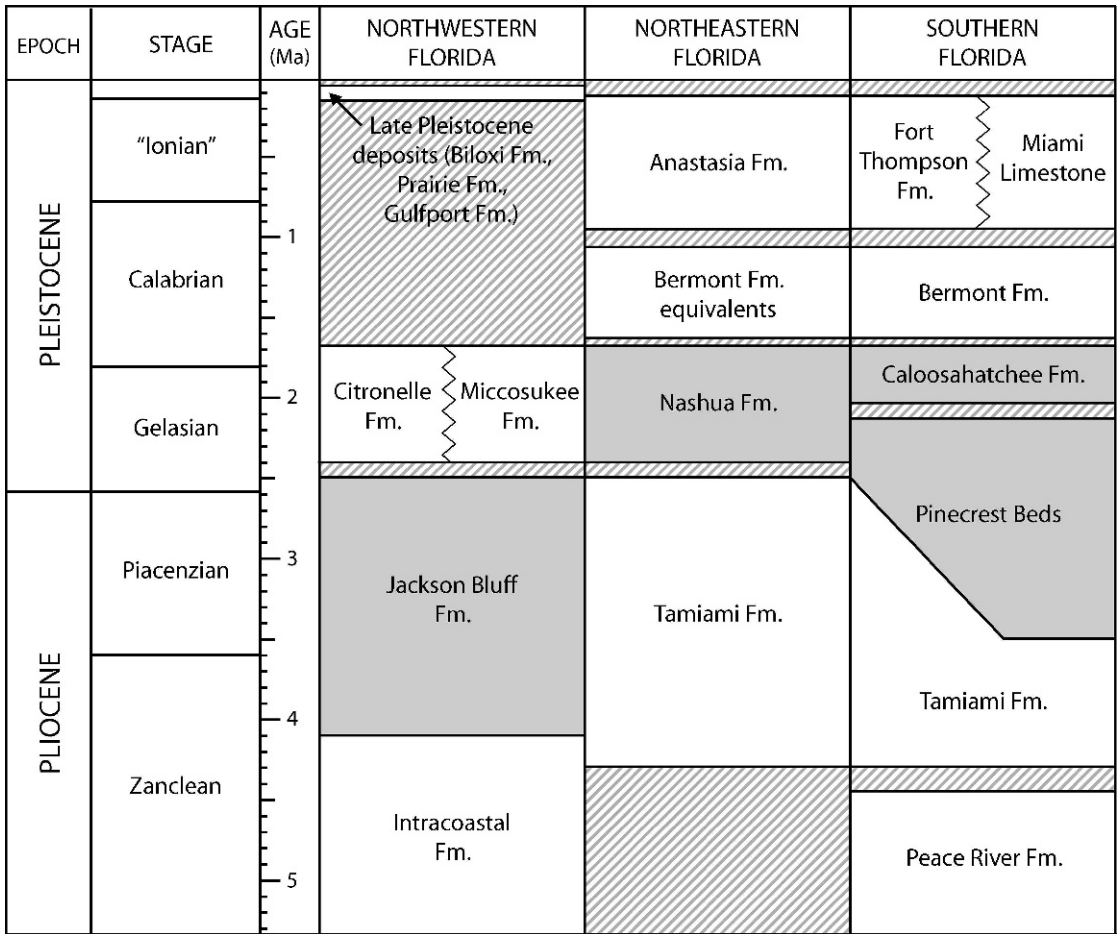 EPOCH
STAGE
AGE
(Ma)
NORTHWESTERN
FLORIDA
NORTHEASTERN
FLORIDA
SOUTHERN
FLORIDA
PLEISTOCENE
PLIOCENE
“Ionian”
Calabrian
Gelasian
Piacenzian
Zanclean
1
2
3
4
5
Late Pleistocene
deposits (Biloxi Fm.,
Prairie Fm.,
Gulfport Fm.)
Citronelle
Fm.
Miccosukee
Fm.
Jackson Bluff
Fm.
Intracoastal
Fm.
Anastasia Fm.
Bermont Fm.
equivalents
Nashua Fm.
Tamiami Fm.
Fort
Thompson
Fm.
Miami
Limestone
Bermont Fm.
Caloosahatchee Fm.
Pinecrest Beds
Tamiami Fm.
Peace River Fm.